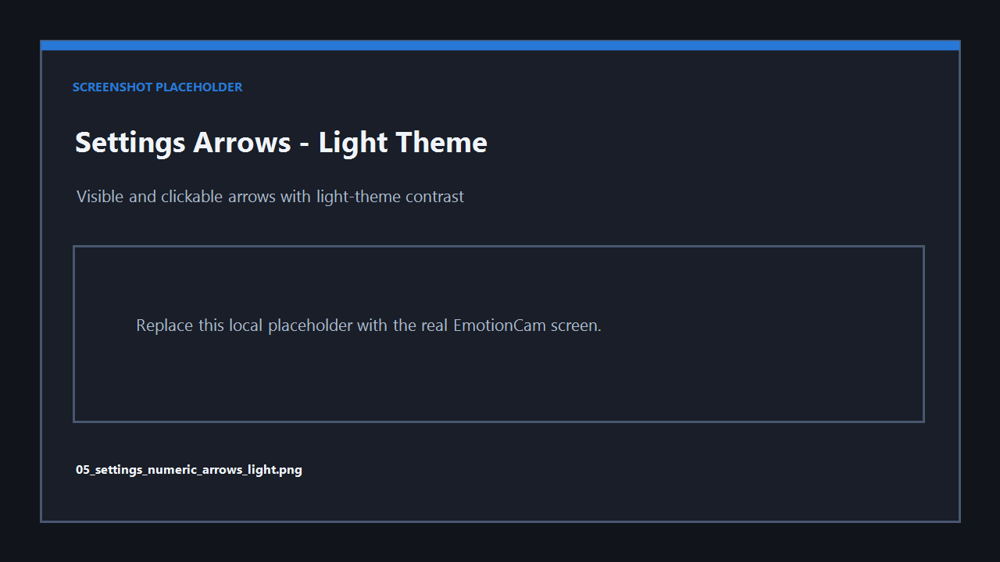 SCREENSHOT PLACEHOLDER
Settings Arrows - Light Theme
Visible and clickable arrows with light-theme contrast
Replace this local placeholder with the real EmotionCam screen.
05_settings_numeric_arrows_light.png